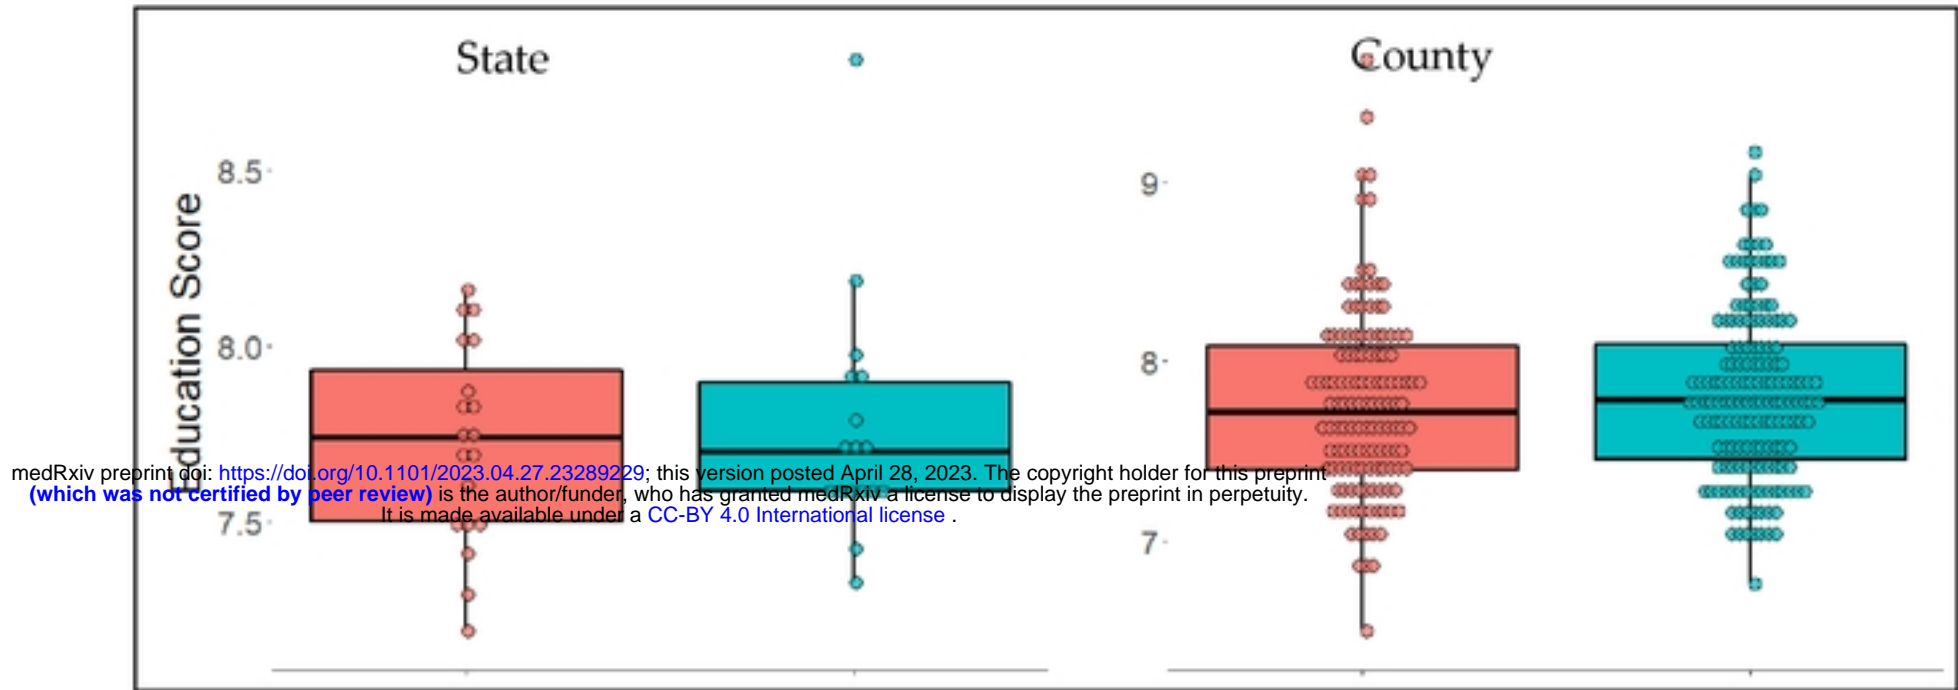 State
County
Education Score
8.5
8.0
7.5
9
8
7
medRxiv preprint doi: https://doi.org/10.1101/2023.04.27.23289229; this version posted April 28, 2023. The copyright holder for this preprint
(which was not certified by peer review) is the author/funder, who has granted medRxiv a license to display the preprint in perpetuity.
It is made available under a CC-BY 4.0 International license .